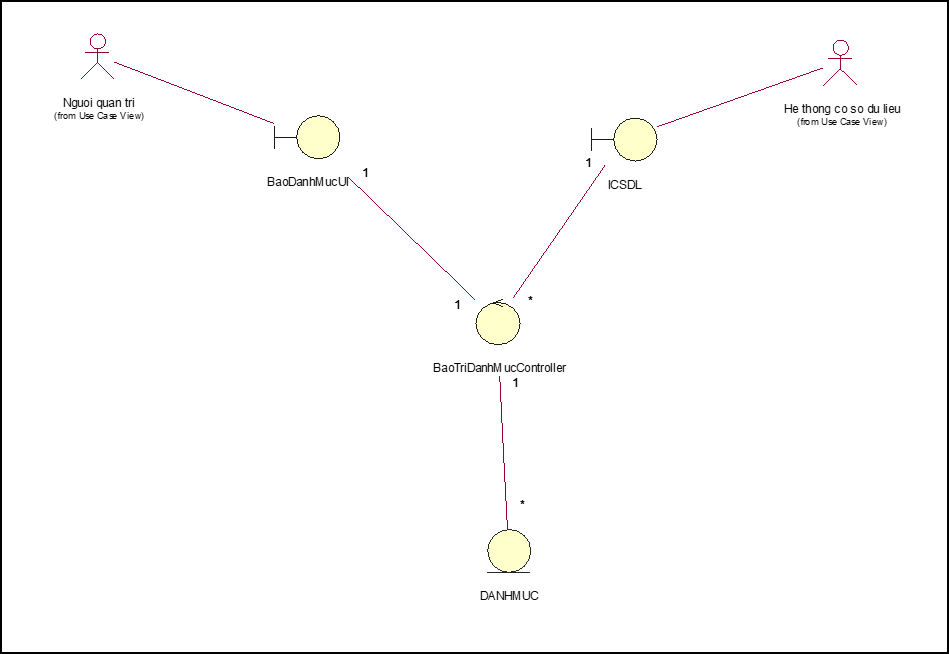 Nguoi quan tri
(from Use Case View)
He thong co so du lieu
(from Use Case View)
BaoDanhMucUI
1
1
ICSDL
1
*
BaoTriDanhMucController
1
*
DANHMUC